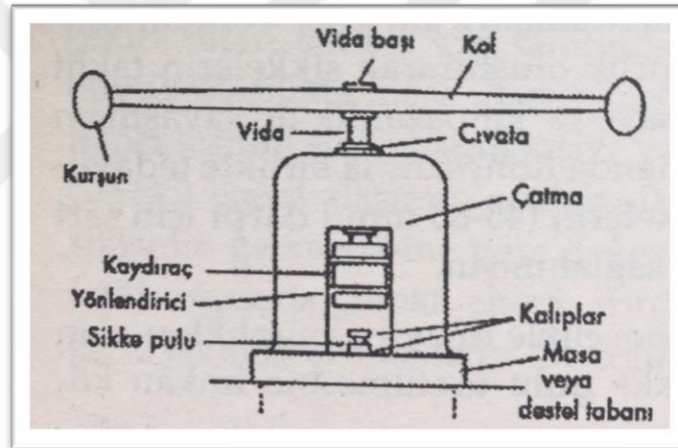 Vida başı
Kol
Vida
Cıvata
Kurşun
Çatma
Kaydıraç
Yönlendirici
Sikke pulu
Kalıplar
Masa
veya
destel tabanı